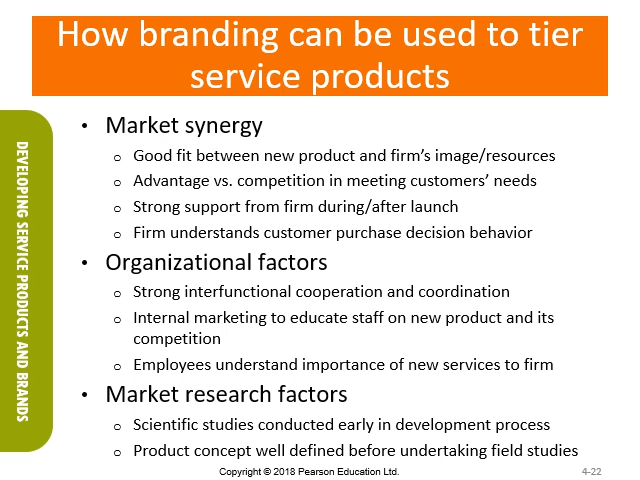 How branding can be used to tier
service products
DEVELOPING SERVICE PRODUCTS AND BRANDS
• Market synergy
o Good fit between new product and firm's image/resources
o Advantage vs. competition in meeting customers' needs
o Strong support from firm during/after launch
o Firm understands customer purchase decision behavior
• Organizational factors
o Strong interfunctional cooperation and coordination
o Internal marketing to educate staff on new product and its
competition
o Employees understand importance of new services to firm
• Market research factors
o Scientific studies conducted early in development process
o Product concept well defined before undertaking field studies
Copyright © 2018 Pearson Education Ltd.
4-22